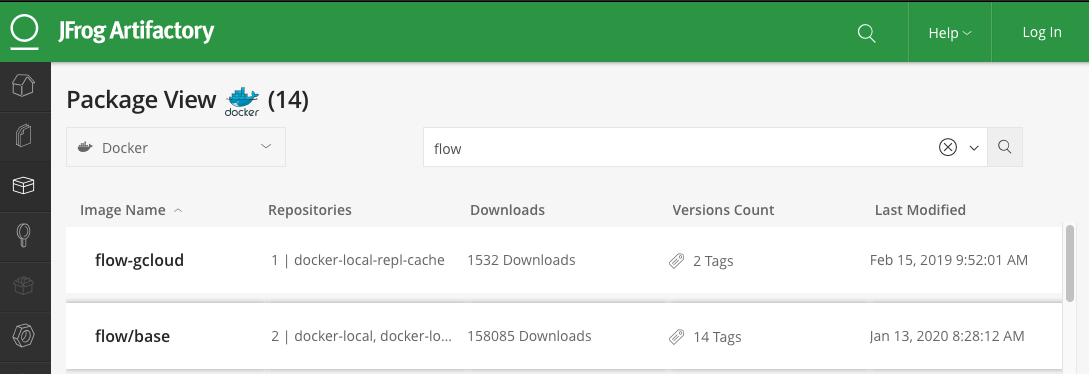 JFrog Artifactory
Help
Log In
Package View docker (14)
Docker
flow
Image Name Repositories Downloads Versions Count Last Modified
flow-gcloud 1 | docker-local-repl-cache 1532 Downloads 2 Tags Feb 15, 2019 9:52:01 AM
flow/base 2 | docker-local, docker-lo... 158085 Downloads 14 Tags Jan 13, 2020 8:28:12 AM